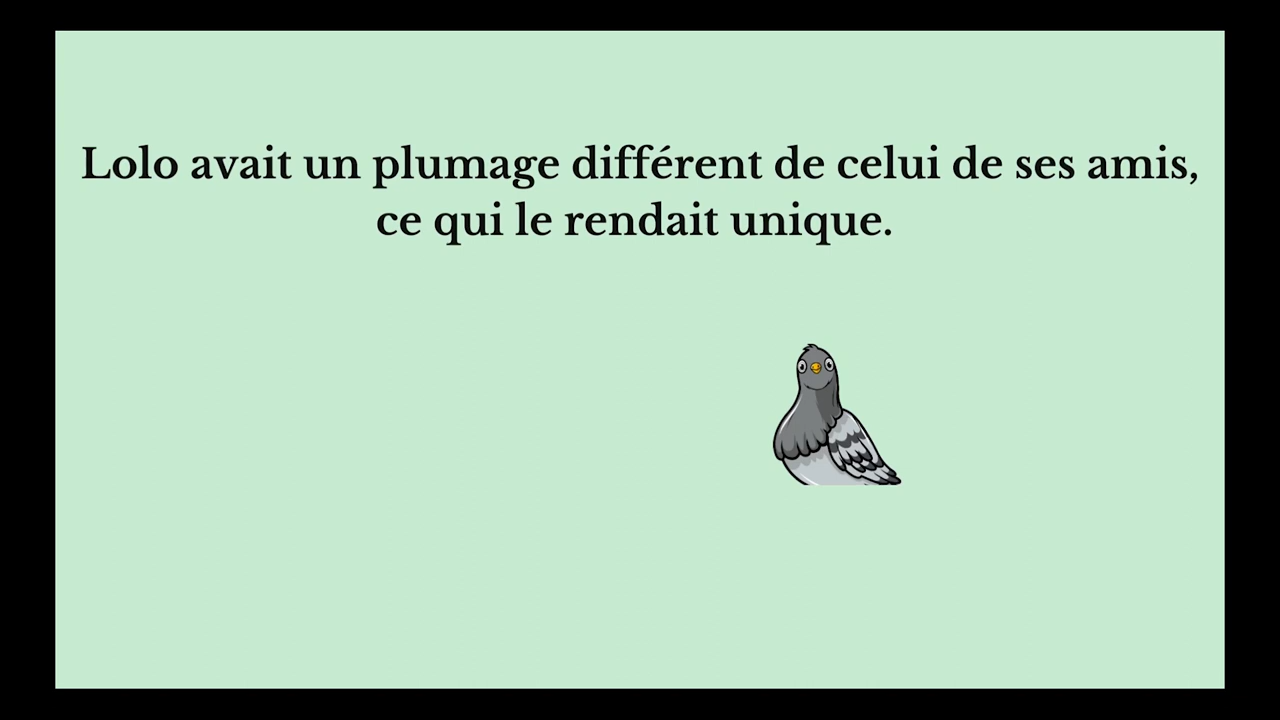 Lolo avait un plumage différent de celui de ses amis,
ce qui le rendait unique.